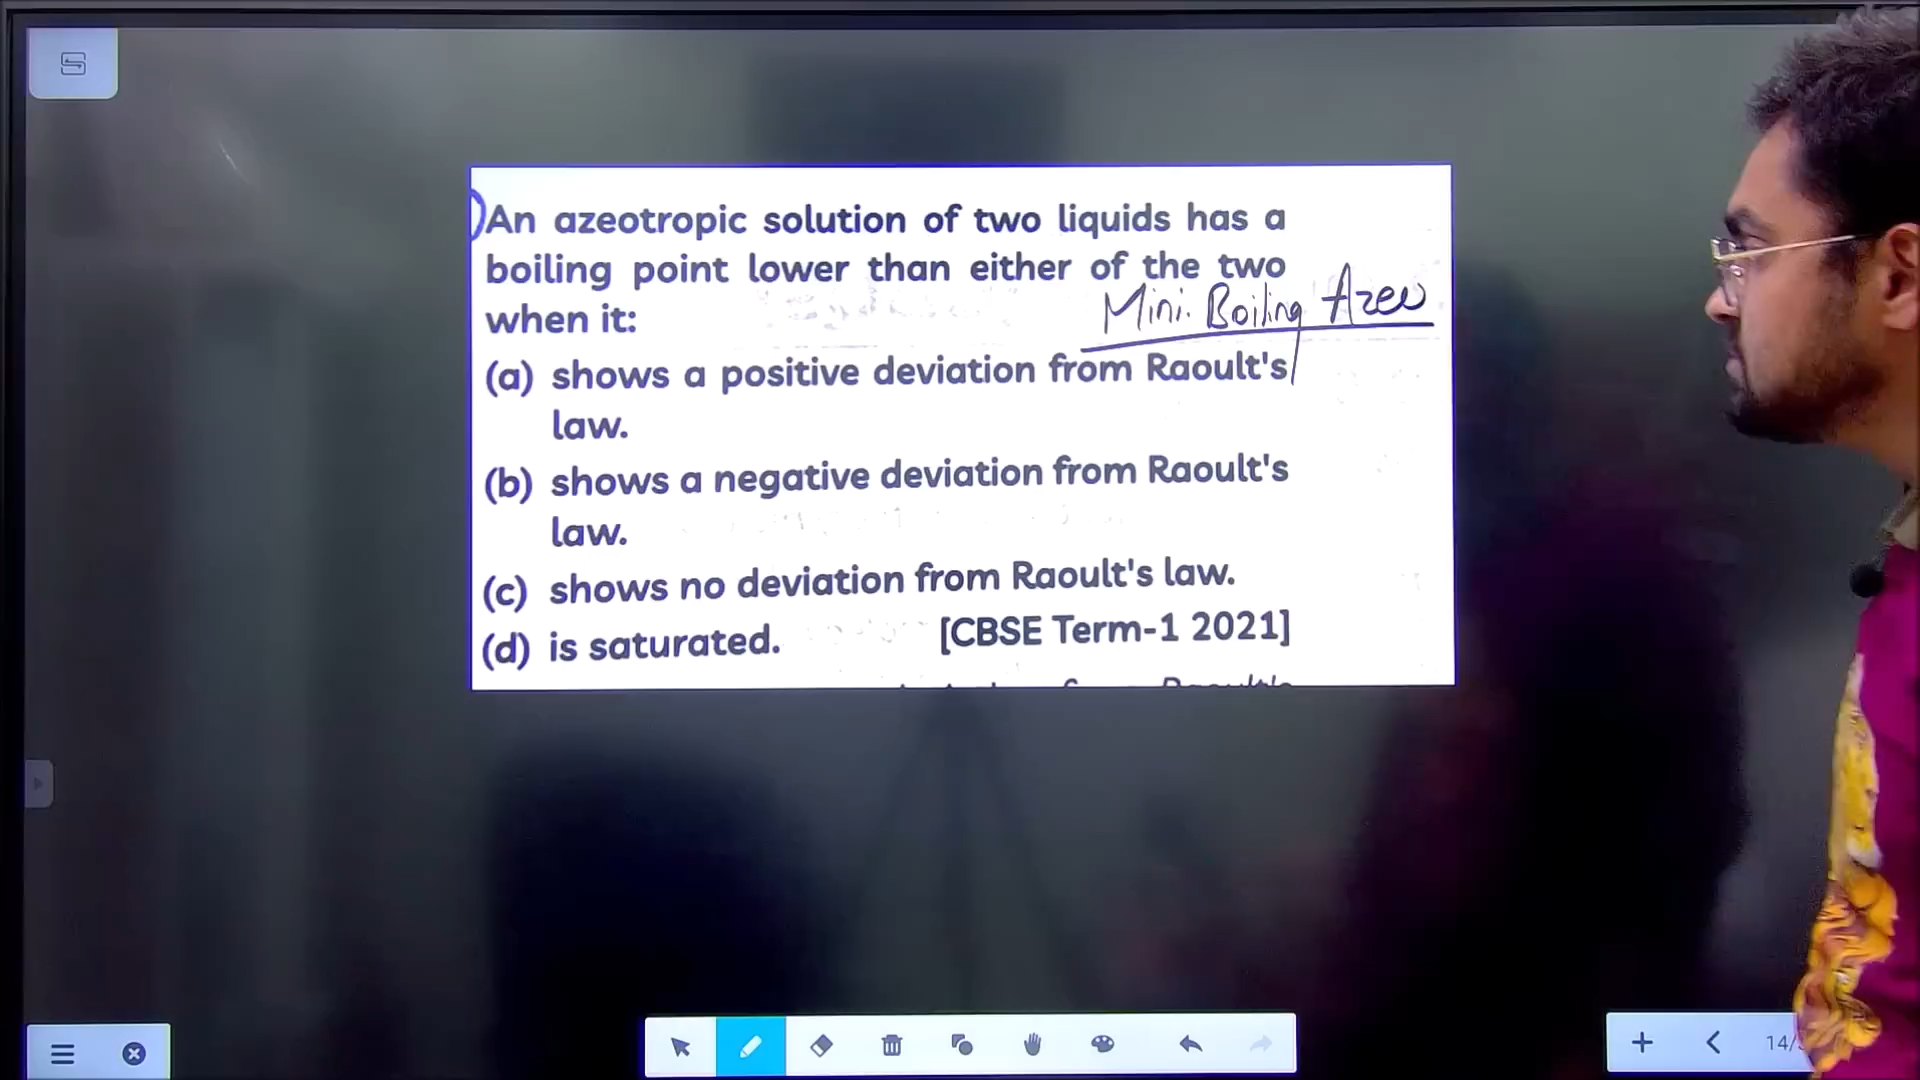 An azeotropic solution of two liquids has a
boiling point lower than either of the two
when it:
Mini. Boiling Azeo
(a) shows a positive deviation from Raoult's
law.
(b) shows a negative deviation from Raoult's
law.
(c) shows no deviation from Raoult's law.
(d) is saturated. [CBSE Term-1 2021]
14/